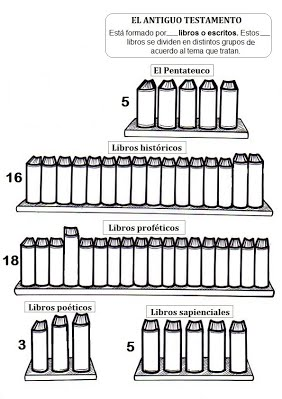 EL ANTIGUO TESTAMENTO
Está formado por___libros o escritos. Estos___
libros se dividen en distintos grupos de
acuerdo al tema que tratan.
El Pentateuco
5
Libros históricos
16
Libros proféticos
18
Libros poéticos
3
Libros sapienciales
5